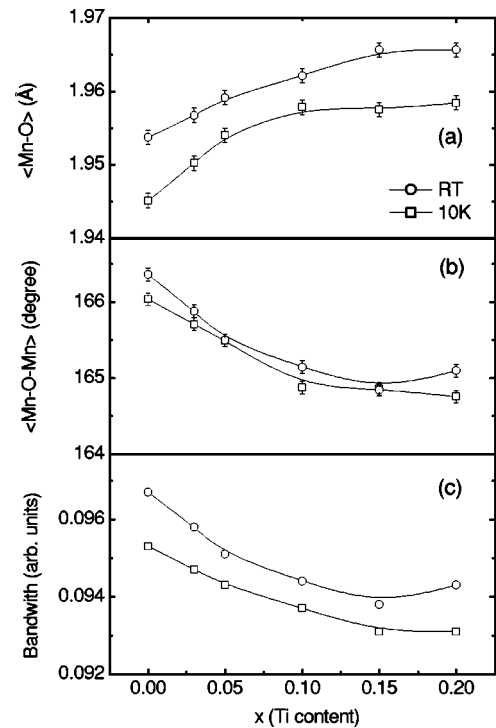 1.97
1.96
1.95
1.94
<Mn-O> (Å)
(a)
RT
10K
166
165
164
<Mn-O-Mn> (degree)
(b)
0.096
0.094
0.092
Bandwith (arb. units)
(c)
0.00 0.05 0.10 0.15 0.20
x (Ti content)